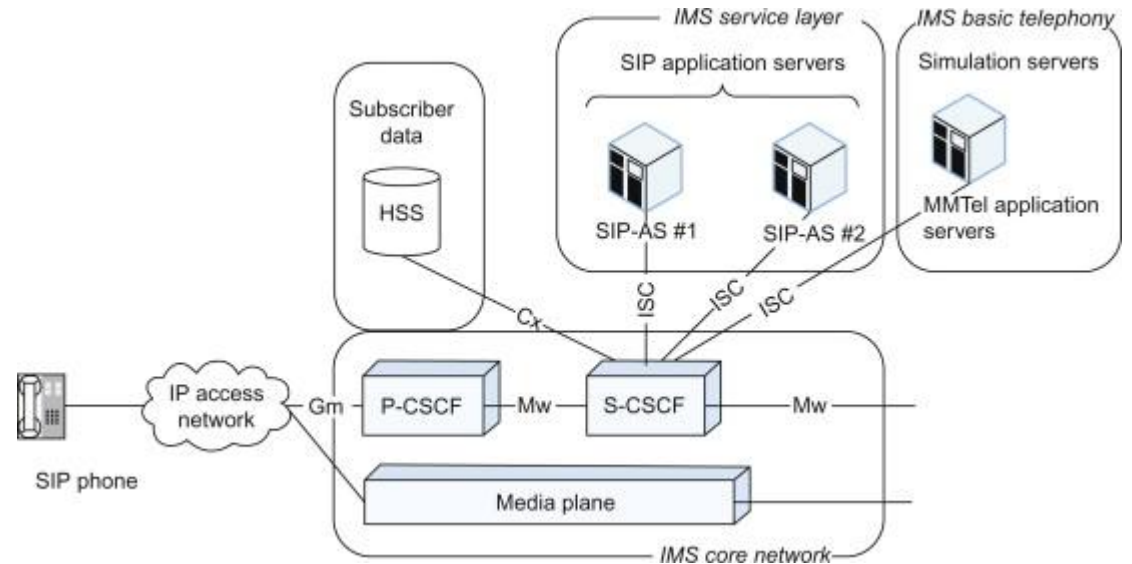 IMS service layer
IMS basic telephony
SIP application servers
Simulation servers
Subscriber
data
HSS
SIP-AS #1
SIP-AS #2
MMTel application
servers
Cx
ISC
ISC
ISC
IP access
network
Gm
P-CSCF
Mw
S-CSCF
Mw
SIP phone
Media plane
IMS core network